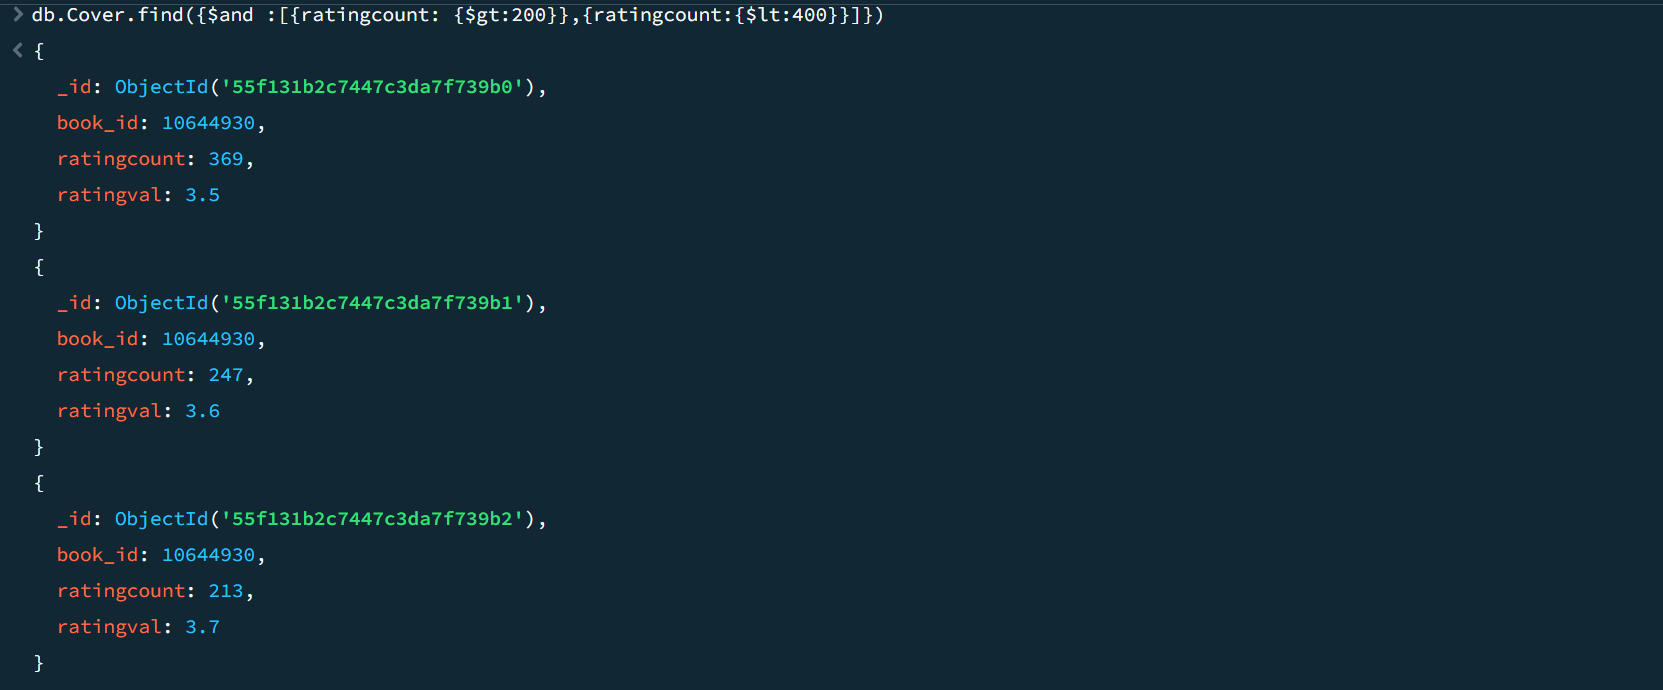 > db.Cover.find({$and :[{ratingcount: {$gt:200}},{ratingcount:{$lt:400}}]})
< {
_id: ObjectId('55f131b2c7447c3da7f739b0'),
book_id: 10644930,
ratingcount: 369,
ratingval: 3.5
}
{
_id: ObjectId('55f131b2c7447c3da7f739b1'),
book_id: 10644930,
ratingcount: 247,
ratingval: 3.6
}
{
_id: ObjectId('55f131b2c7447c3da7f739b2'),
book_id: 10644930,
ratingcount: 213,
ratingval: 3.7
}